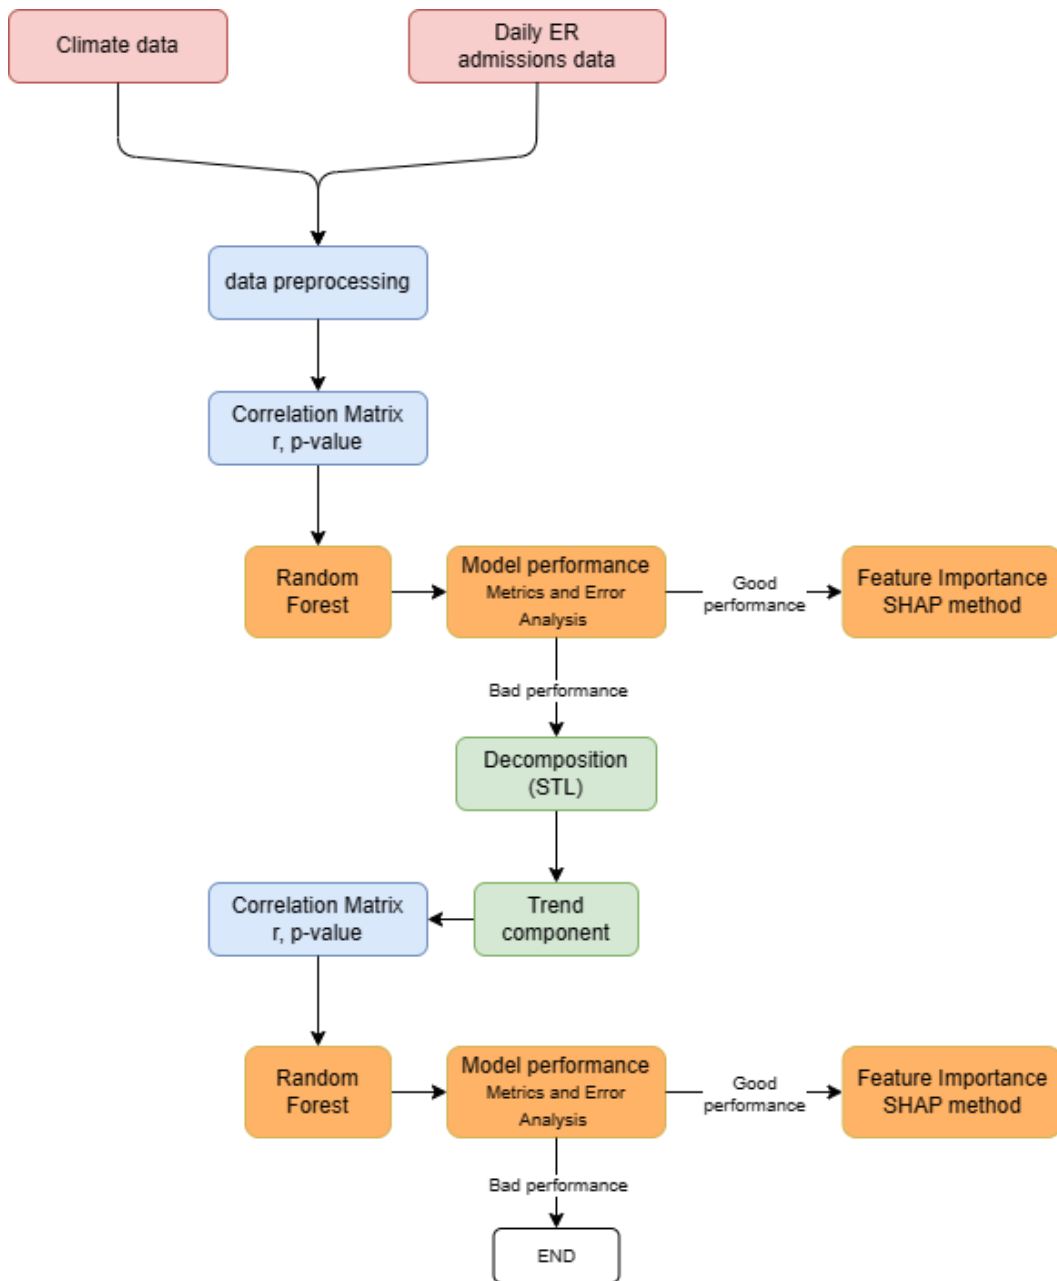 Climate data
Daily ER
admissions data
data preprocessing
Correlation Matrix
r, p-value
Random
Forest
Model performance
Metrics and Error
Analysis
Good
performance
Feature Importance
SHAP method
Bad performance
Decomposition
(STL)
Trend
component
Correlation Matrix
r, p-value
Random
Forest
Model performance
Metrics and Error
Analysis
Good
performance
Feature Importance
SHAP method
Bad performance
END